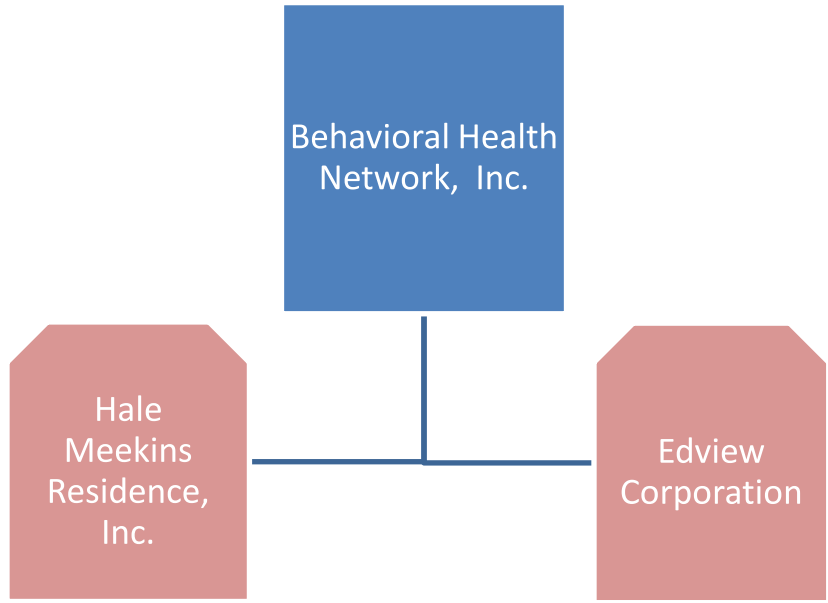 Behavioral Health
Network,  Inc.
Hale
Meekins
Residence,
Inc.
Edview
Corporation